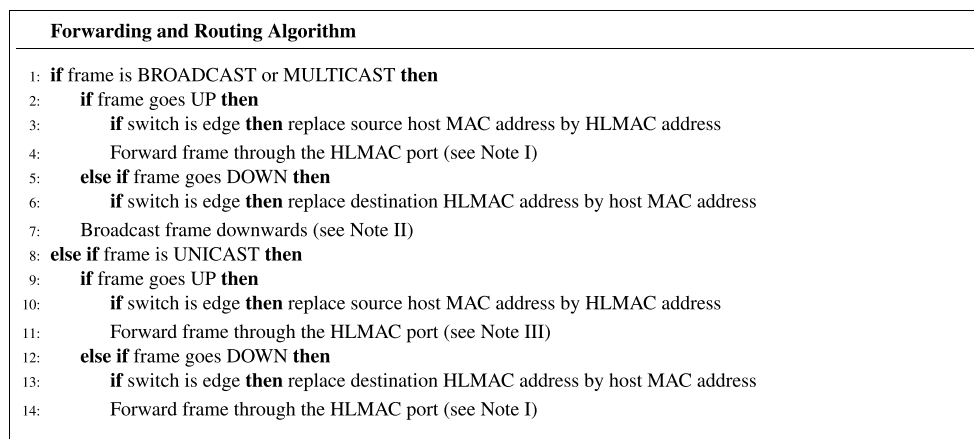 Forwarding and Routing Algorithm
1: if frame is BROADCAST or MULTICAST then
2: if frame goes UP then
3: if switch is edge then replace source host MAC address by HLMAC address
4: Forward frame through the HLMAC port (see Note I)
5: else if frame goes DOWN then
6: if switch is edge then replace destination HLMAC address by host MAC address
7: Broadcast frame downwards (see Note II)
8: else if frame is UNICAST then
9: if frame goes UP then
10: if switch is edge then replace source host MAC address by HLMAC address
11: Forward frame through the HLMAC port (see Note III)
12: else if frame goes DOWN then
13: if switch is edge then replace destination HLMAC address by host MAC address
14: Forward frame through the HLMAC port (see Note I)